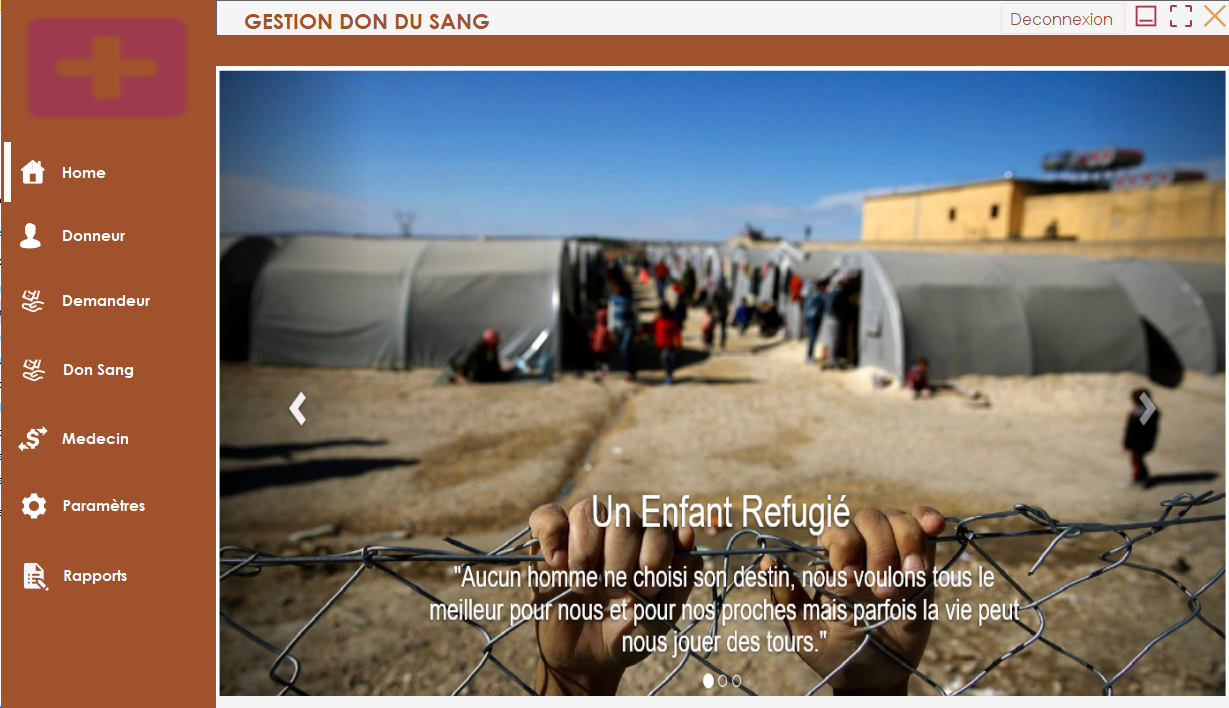 GESTION DON DU SANG
Deconnexion
Home
Donneur
Demandeur
Don Sang
Medecin
Paramètres
Rapports
Un Enfant Refugié
"Aucun homme ne choisi son destin, nous voulons tous le
meilleur pour nous et pour nos proches mais parfois la vie peut
nous jouer des tours."